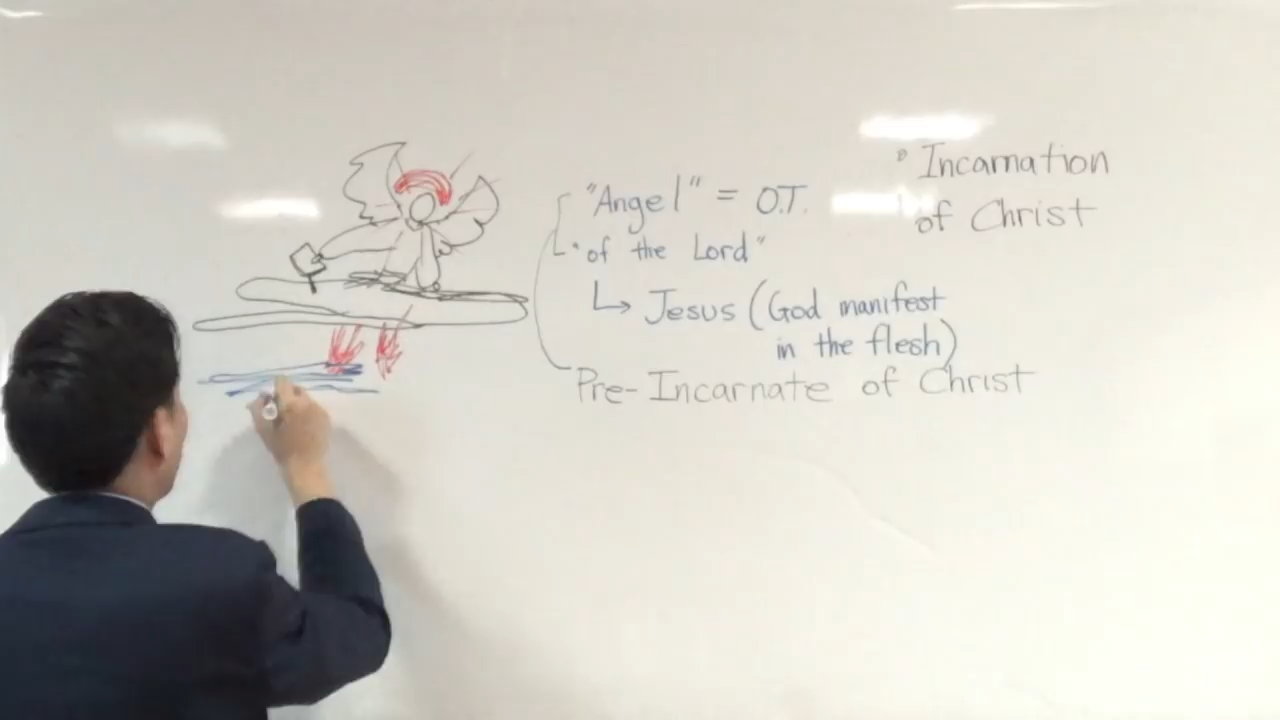 "Angel" = O.T.
"of the Lord"
↳ Jesus (God manifest
in the flesh)
Pre-Incarnate of Christ
• Incarnation
of Christ